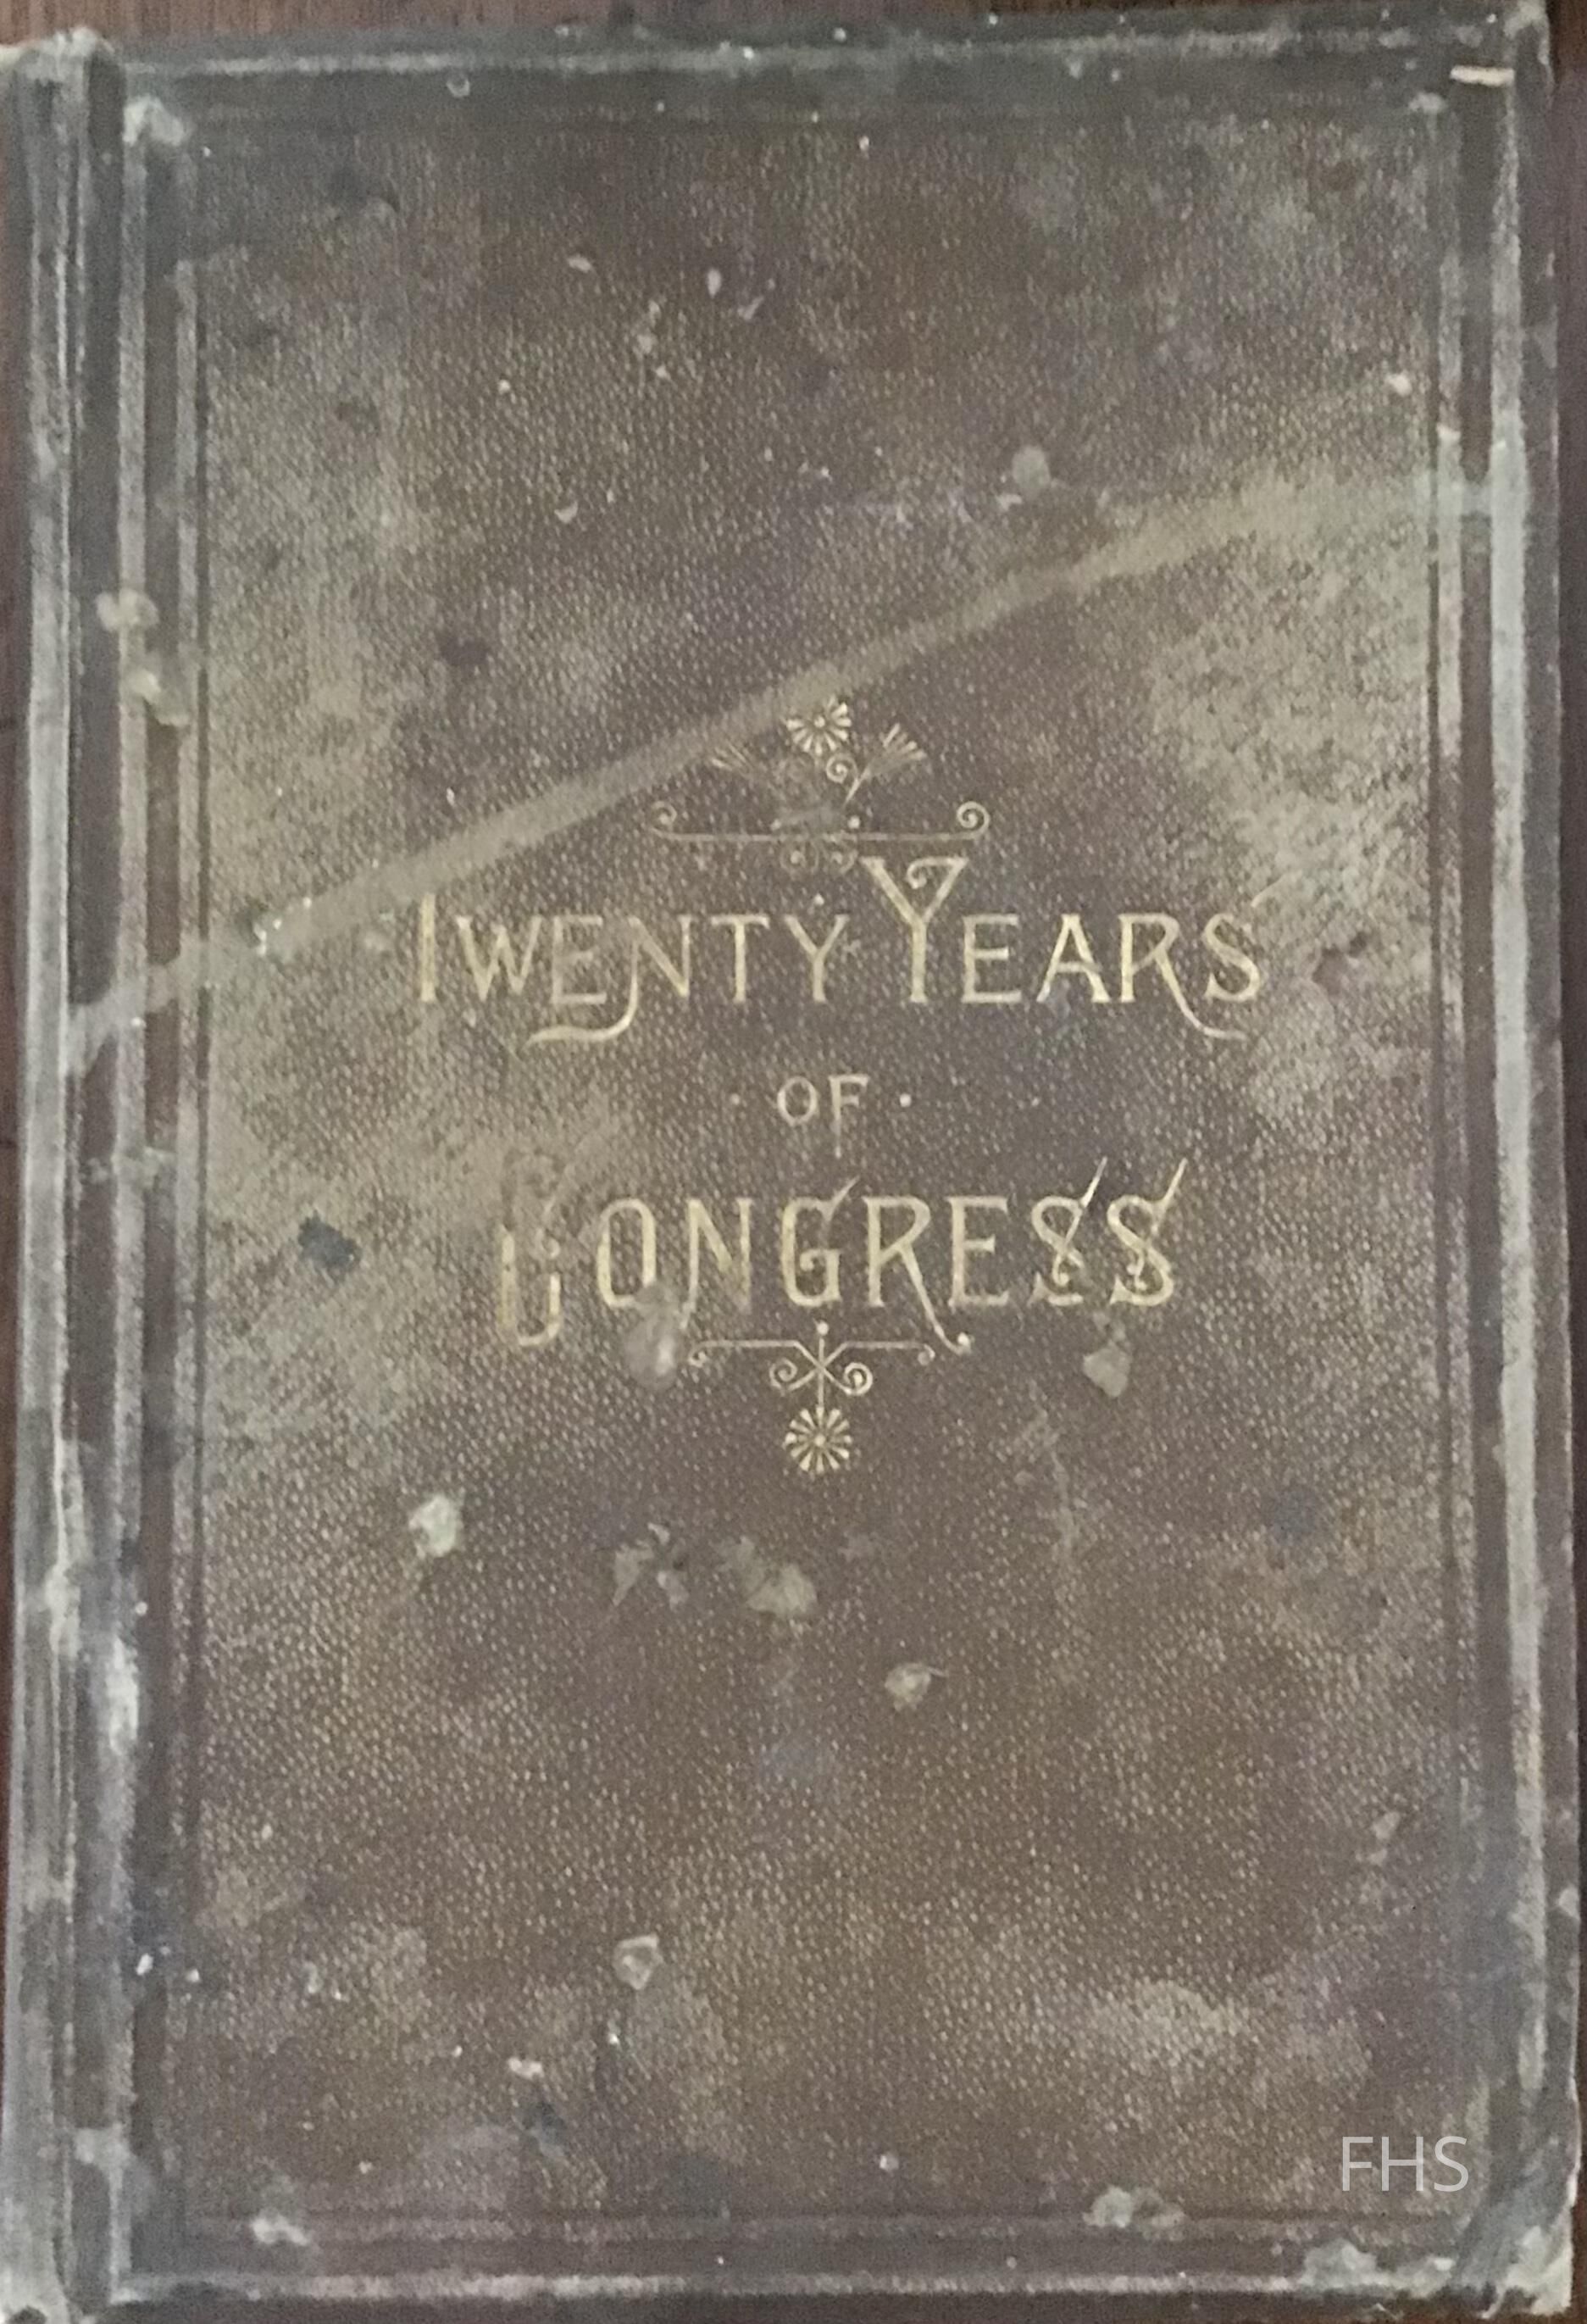 TWENTY YEARS
· OF ·
CONGRESS
FHS